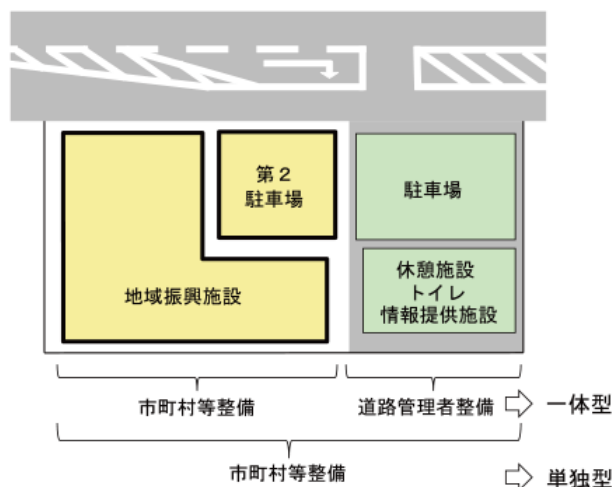 第２
駐車場
駐車場
地域振興施設
休憩施設
トイレ
情報提供施設
市町村等整備
道路管理者整備
一体型
市町村等整備
単独型